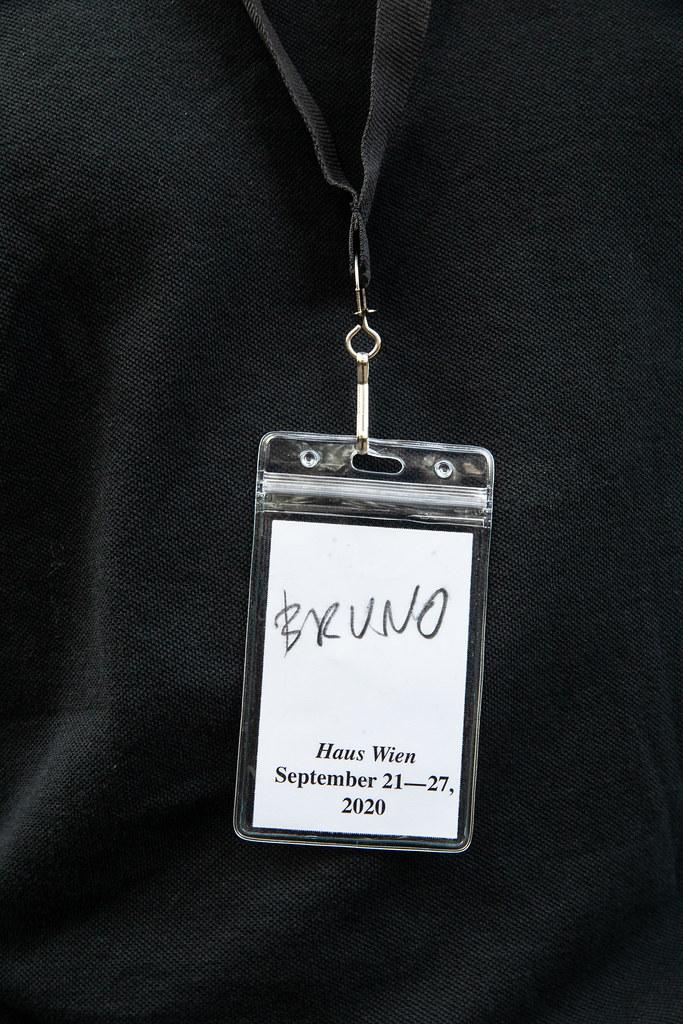 BRUNO
Haus Wien
September 21—27,
2020